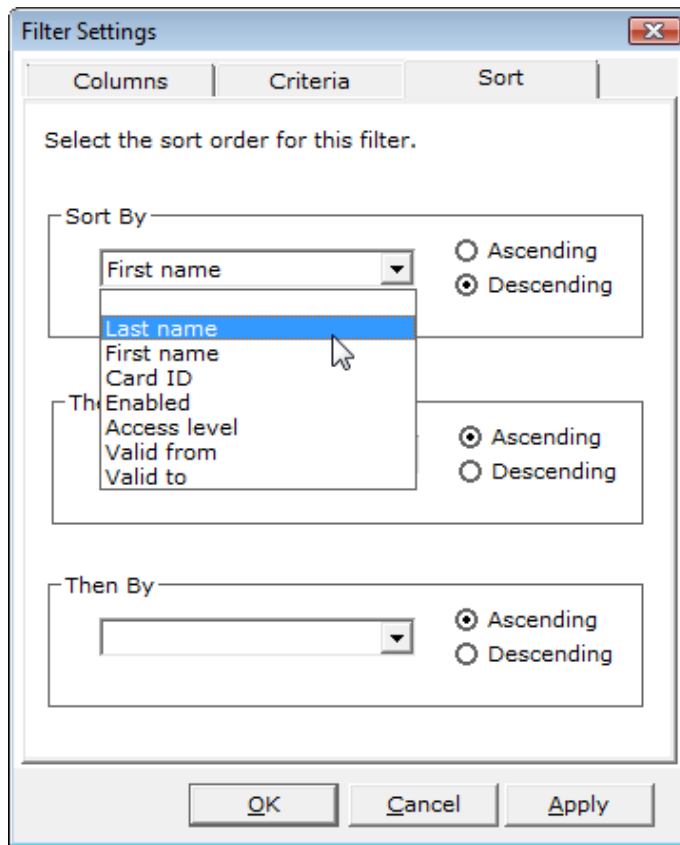 Filter Settings
Columns Criteria Sort
Select the sort order for this filter.
Sort By
First name
Ascending
Descending
Last name
First name
Card ID
Enabled
Access level
Valid from
Valid to
Ascending
Descending
Then By
Ascending
Descending
OK Cancel Apply